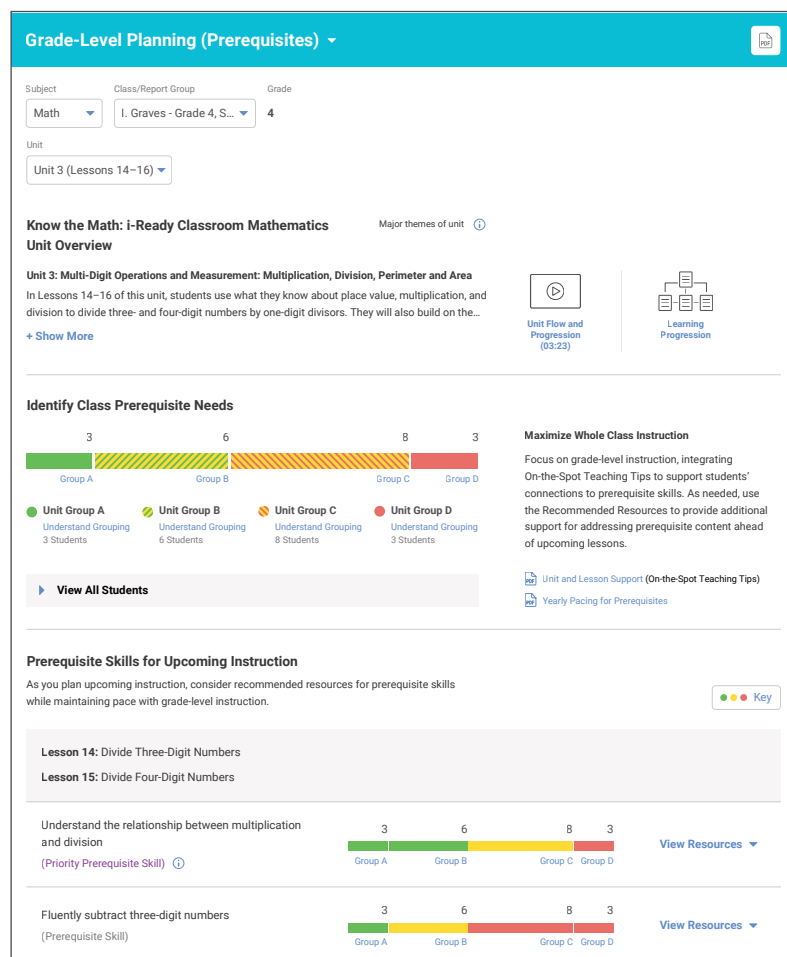 Grade-Level Planning (Prerequisites)
PDF
Subject
Class/Report Group
Grade
Math
I. Graves - Grade 4, S...
4
Unit
Unit 3 (Lessons 14–16)
Know the Math: i-Ready Classroom Mathematics
Unit Overview
Major themes of unit
Unit 3: Multi-Digit Operations and Measurement: Multiplication, Division, Perimeter and Area
In Lessons 14–16 of this unit, students use what they know about place value, multiplication, and
division to divide three- and four-digit numbers by one-digit divisors. They will also build on the...
+ Show More
Unit Flow and
Progression
(03:23)
Learning
Progression
Identify Class Prerequisite Needs
3 6 8 3
Group A Group B Group C Group D
Unit Group A
Understand Grouping
3 Students
Unit Group B
Understand Grouping
6 Students
Unit Group C
Understand Grouping
8 Students
Unit Group D
Understand Grouping
3 Students
View All Students
Maximize Whole Class Instruction
Focus on grade-level instruction, integrating
On-the-Spot Teaching Tips to support students’
connections to prerequisite skills. As needed, use
the Recommended Resources to provide additional
support for addressing prerequisite content ahead
of upcoming lessons.
PDF Unit and Lesson Support (On-the-Spot Teaching Tips)
PDF Yearly Pacing for Prerequisites
Prerequisite Skills for Upcoming Instruction
As you plan upcoming instruction, consider recommended resources for prerequisite skills
while maintaining pace with grade-level instruction.
Key
Lesson 14: Divide Three-Digit Numbers
Lesson 15: Divide Four-Digit Numbers
Understand the relationship between multiplication
and division
(Priority Prerequisite Skill)
3 6 8 3
Group A Group B Group C Group D
View Resources
Fluently subtract three-digit numbers
(Prerequisite Skill)
3 6 8 3
Group A Group B Group C Group D
View Resources